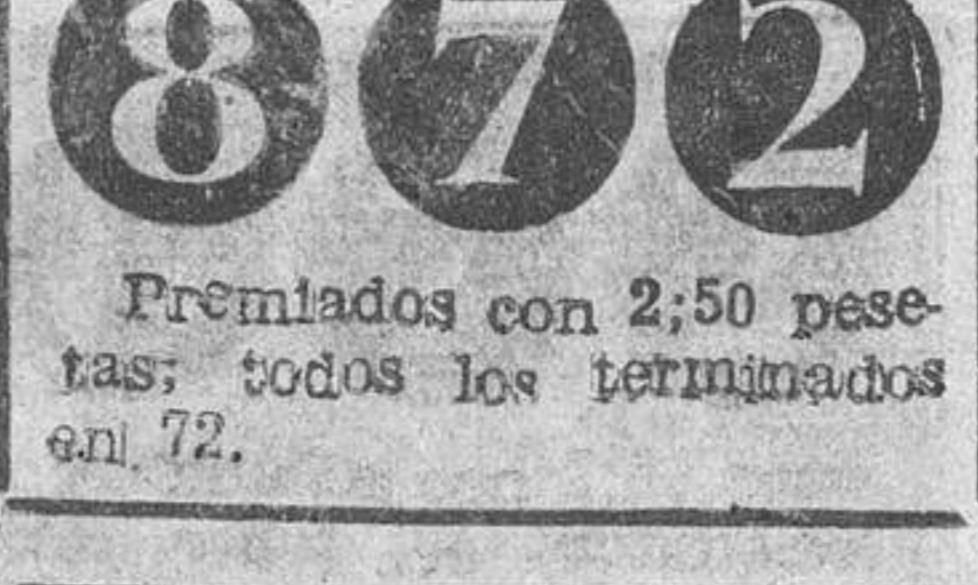 872
Premiados con 2;50 pese-
tas; todos los terminados
en 72.